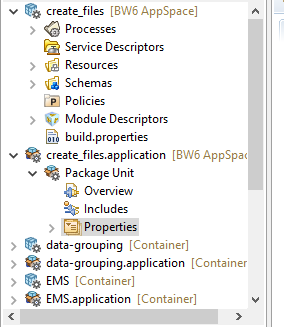 create_files [BW6 AppSpace]
Processes
Service Descriptors
Resources
Schemas
Policies
Module Descriptors
build.properties
create_files.application [BW6 AppSpac
Package Unit
Overview
Includes
Properties
data-grouping [Container]
data-grouping.application [Container
EMS [Container]
EMS.application [Container]